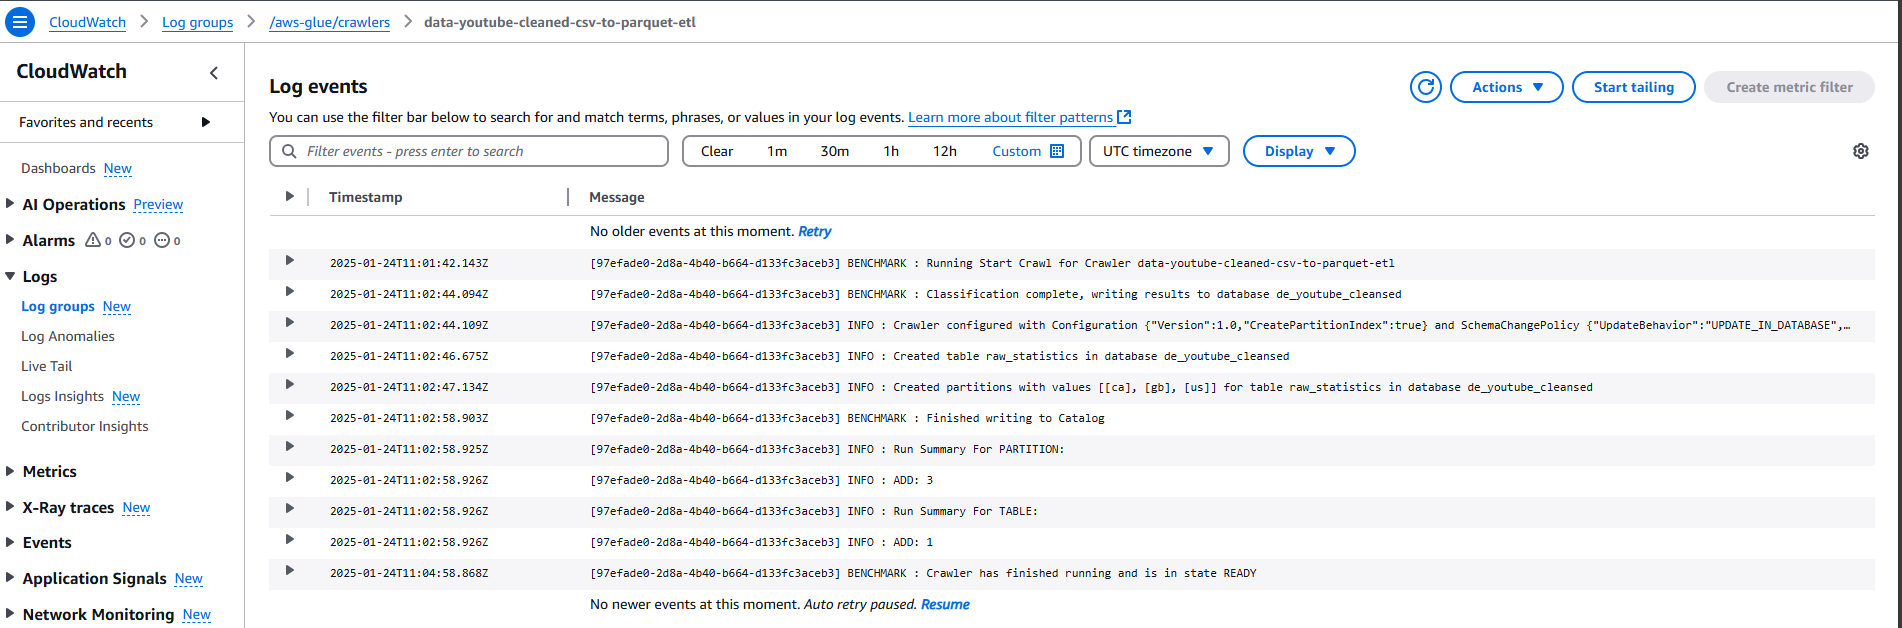 CloudWatch > Log groups > /aws-glue/crawlers > data-youtube-cleaned-csv-to-parquet-etl
CloudWatch
Favorites and recents
Dashboards New
AI Operations Preview
Alarms 0 0 0
Logs
Log groups New
Log Anomalies
Live Tail
Logs Insights New
Contributor Insights
Metrics
X-Ray traces New
Events
Application Signals New
Network Monitoring New
Log events
Actions
Start tailing
Create metric filter
You can use the filter bar below to search for and match terms, phrases, or values in your log events. Learn more about filter patterns
Filter events - press enter to search
Clear 1m 30m 1h 12h Custom
UTC timezone
Display
Timestamp Message
No older events at this moment. Retry
2025-01-24T11:01:42.143Z [97efade0-2d8a-4b40-b664-d133fc3aceb3] BENCHMARK : Running Start Crawl for Crawler data-youtube-cleaned-csv-to-parquet-etl
2025-01-24T11:02:44.094Z [97efade0-2d8a-4b40-b664-d133fc3aceb3] BENCHMARK : Classification complete, writing results to database de_youtube_cleansed
2025-01-24T11:02:44.109Z [97efade0-2d8a-4b40-b664-d133fc3aceb3] INFO : Crawler configured with Configuration {"Version":1.0,"CreatePartitionIndex":true} and SchemaChangePolicy {"UpdateBehavior":"UPDATE_IN_DATABASE",…
2025-01-24T11:02:46.675Z [97efade0-2d8a-4b40-b664-d133fc3aceb3] INFO : Created table raw_statistics in database de_youtube_cleansed
2025-01-24T11:02:47.134Z [97efade0-2d8a-4b40-b664-d133fc3aceb3] INFO : Created partitions with values [[ca], [gb], [us]] for table raw_statistics in database de_youtube_cleansed
2025-01-24T11:02:58.903Z [97efade0-2d8a-4b40-b664-d133fc3aceb3] BENCHMARK : Finished writing to Catalog
2025-01-24T11:02:58.925Z [97efade0-2d8a-4b40-b664-d133fc3aceb3] INFO : Run Summary For PARTITION:
2025-01-24T11:02:58.926Z [97efade0-2d8a-4b40-b664-d133fc3aceb3] INFO : ADD: 3
2025-01-24T11:02:58.926Z [97efade0-2d8a-4b40-b664-d133fc3aceb3] INFO : Run Summary For TABLE:
2025-01-24T11:02:58.926Z [97efade0-2d8a-4b40-b664-d133fc3aceb3] INFO : ADD: 1
2025-01-24T11:04:58.868Z [97efade0-2d8a-4b40-b664-d133fc3aceb3] BENCHMARK : Crawler has finished running and is in state READY
No newer events at this moment. Auto retry paused. Resume